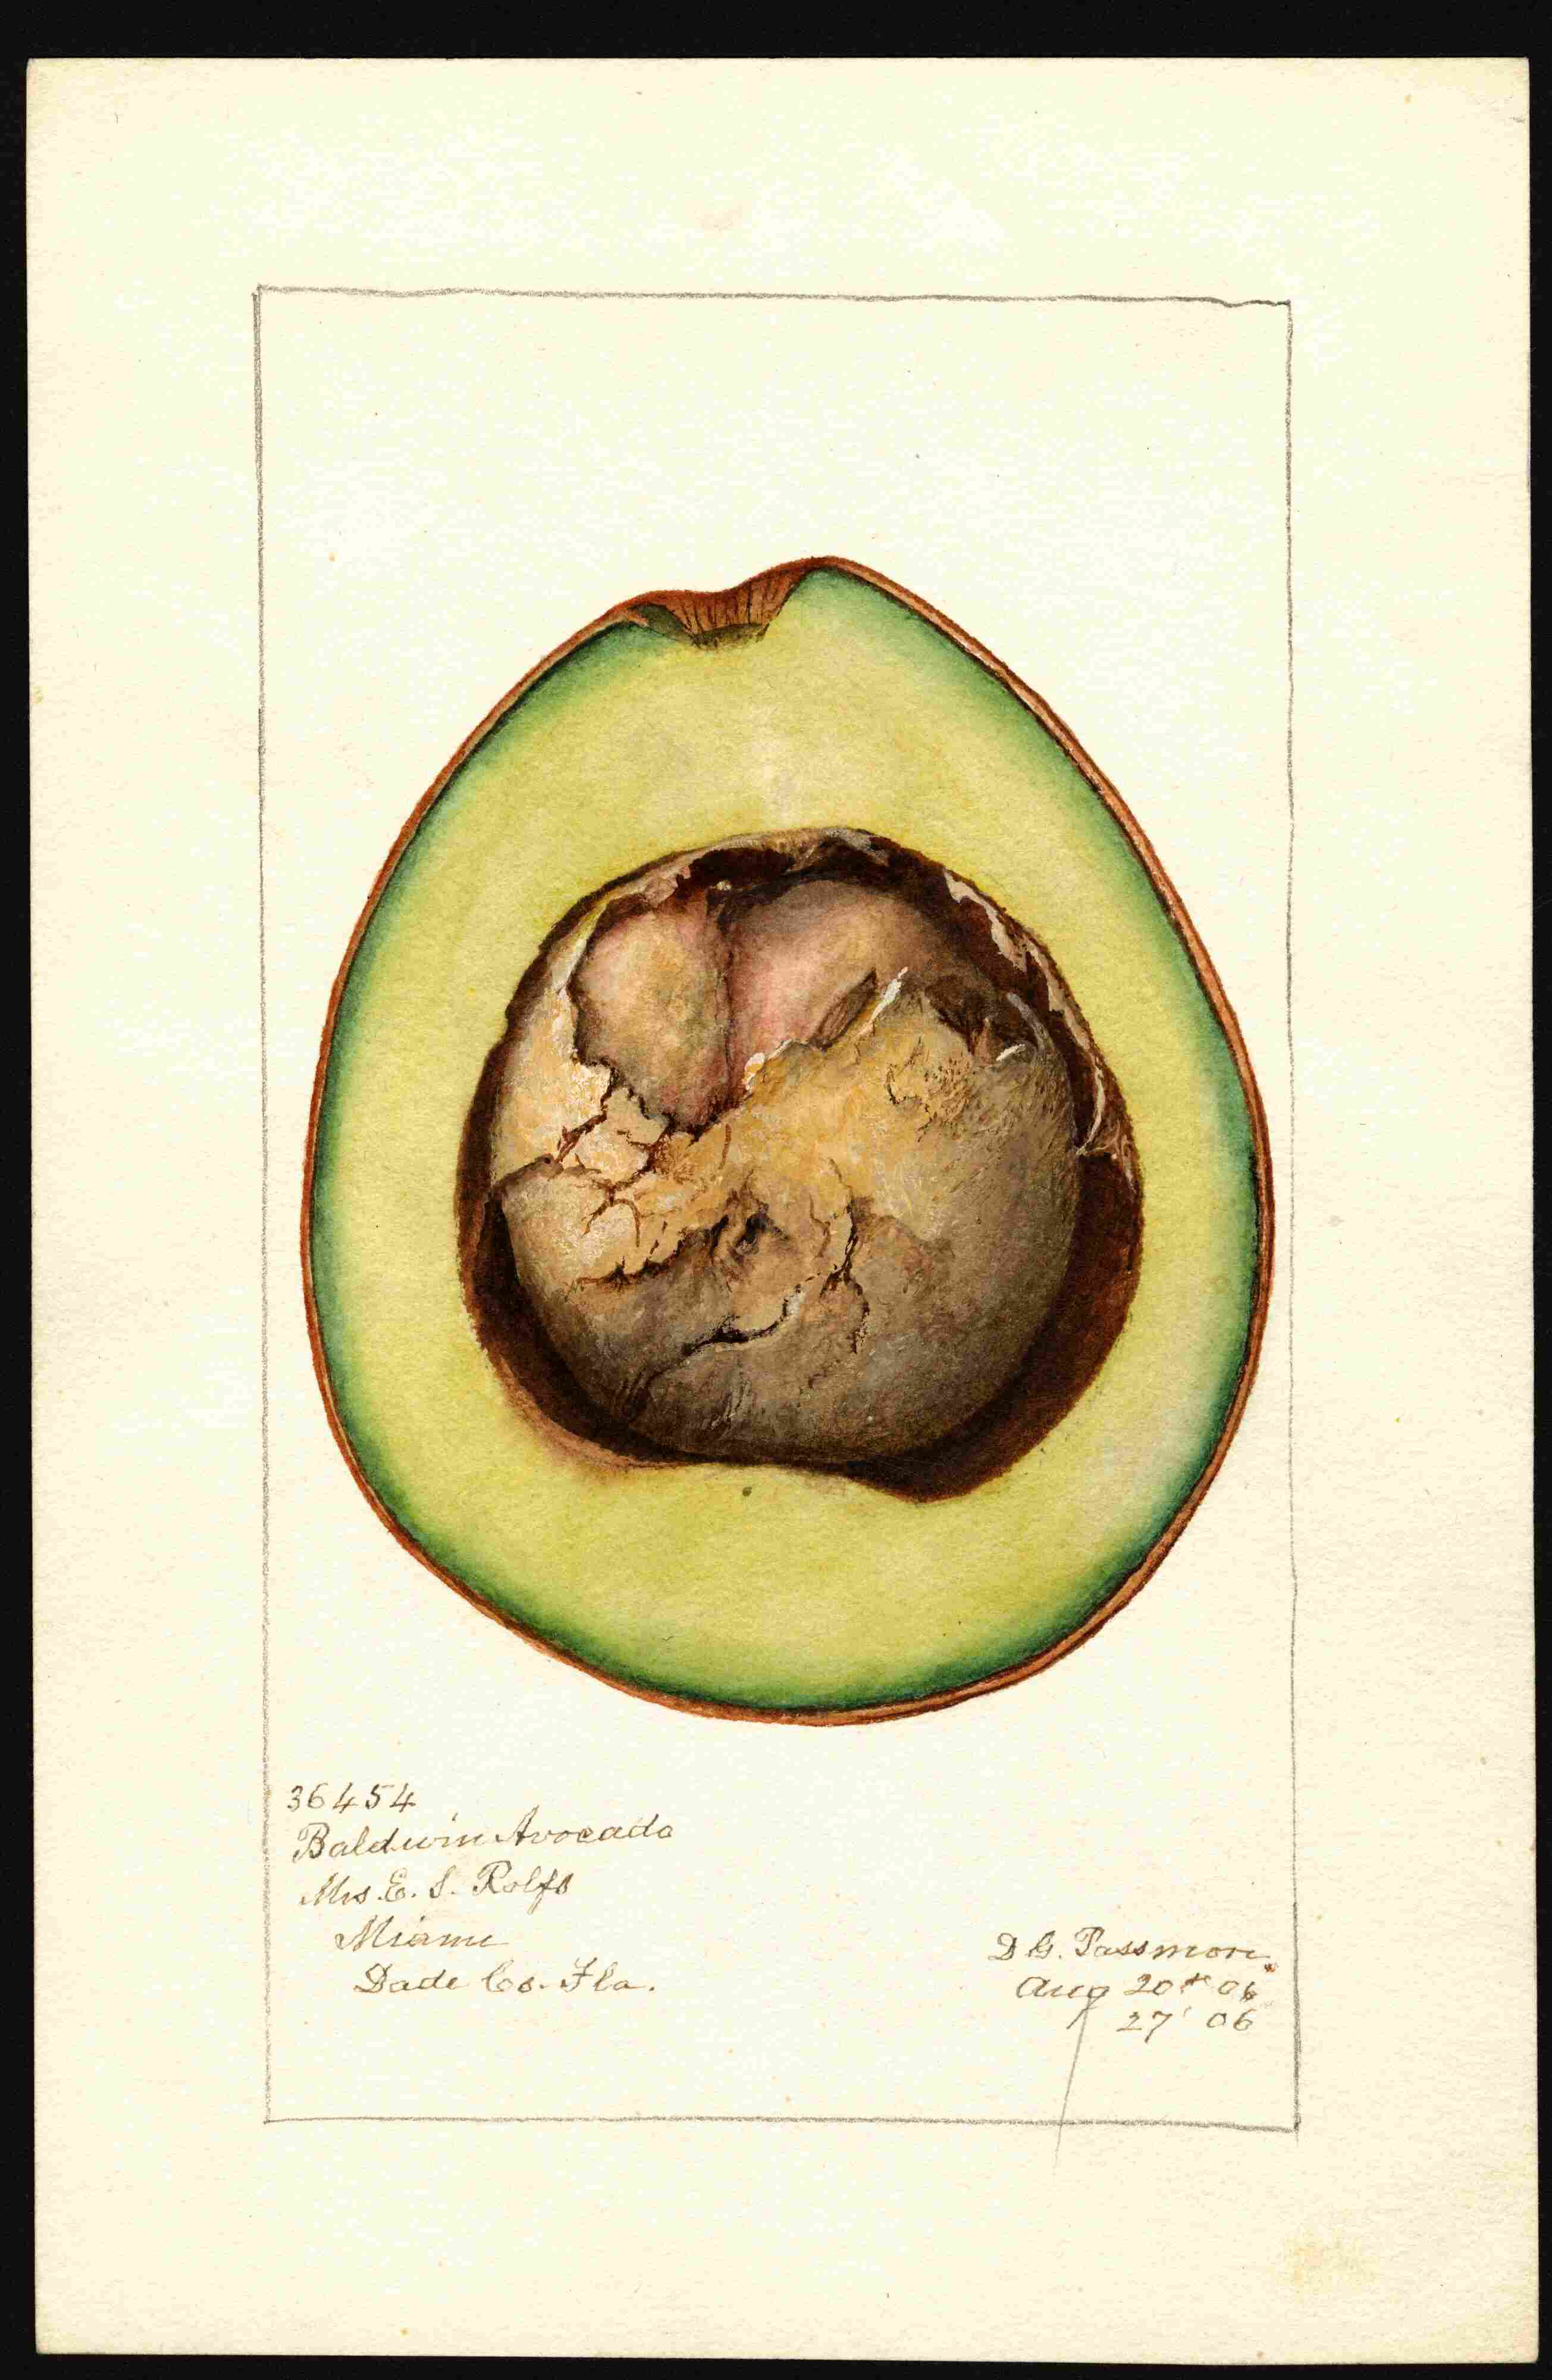 36454
Baldwin Avocado
Mrs. E. S. Rolfs
Miami
Dade Co. Fla.
D. G. Passmore.
Aug 20th 06
27' 06